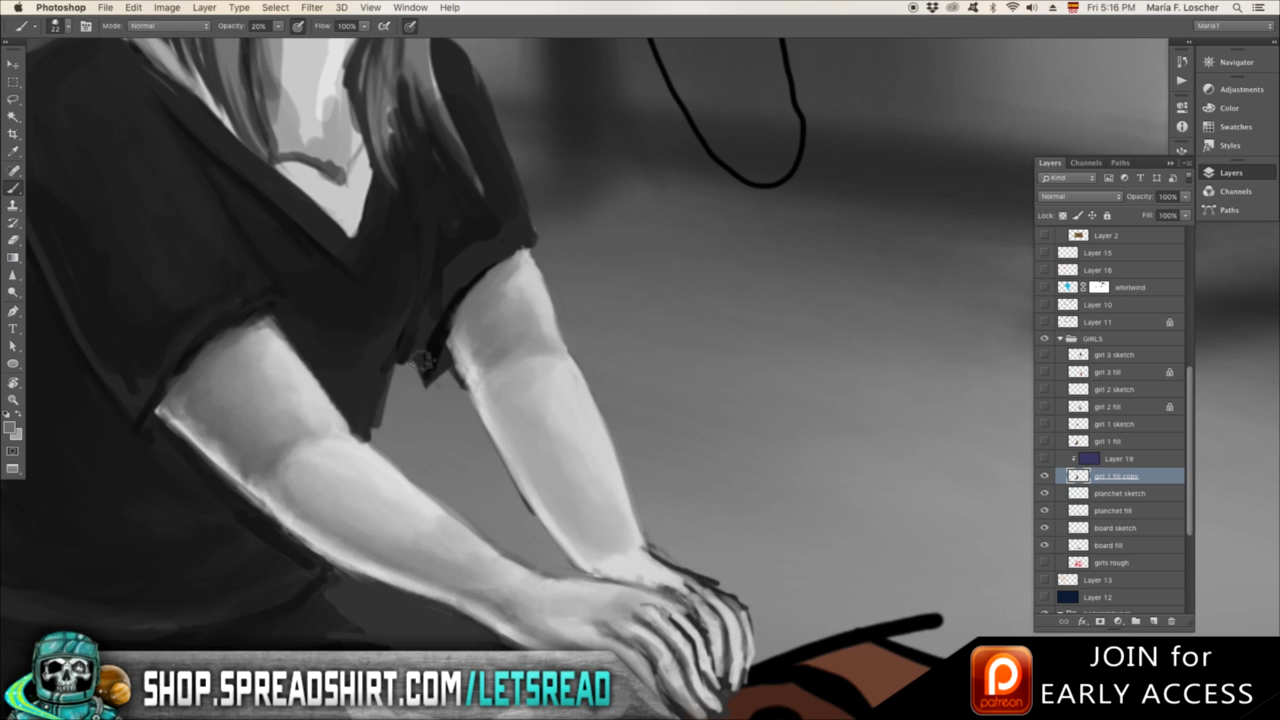 Photoshop File Edit Image Layer Type Select Filter 3D View Window Help Fri 5:16 PM María F. Loscher
22 Mode: Normal Opacity: 20% Flow: 100% Maria1
Navigator
Adjustments
Color
Swatches
Styles
Layers
Channels
Paths
Layers Channels Paths
Kind
Normal Opacity: 100%
Lock: Fill: 100%
Layer 2
Layer 15
Layer 16
whirlwind
Layer 10
Layer 11
GIRLS
girl 3 sketch
girl 3 fill
girl 2 sketch
girl 2 fill
girl 1 sketch
girl 1 fill
Layer 19
girl 1 fill copy
planchet sketch
planchet fill
board sketch
board fill
girls rough
Layer 13
Layer 12
SHOP.SPREADSHIRT.COM/LETSREAD
patreon
JOIN for
EARLY ACCESS